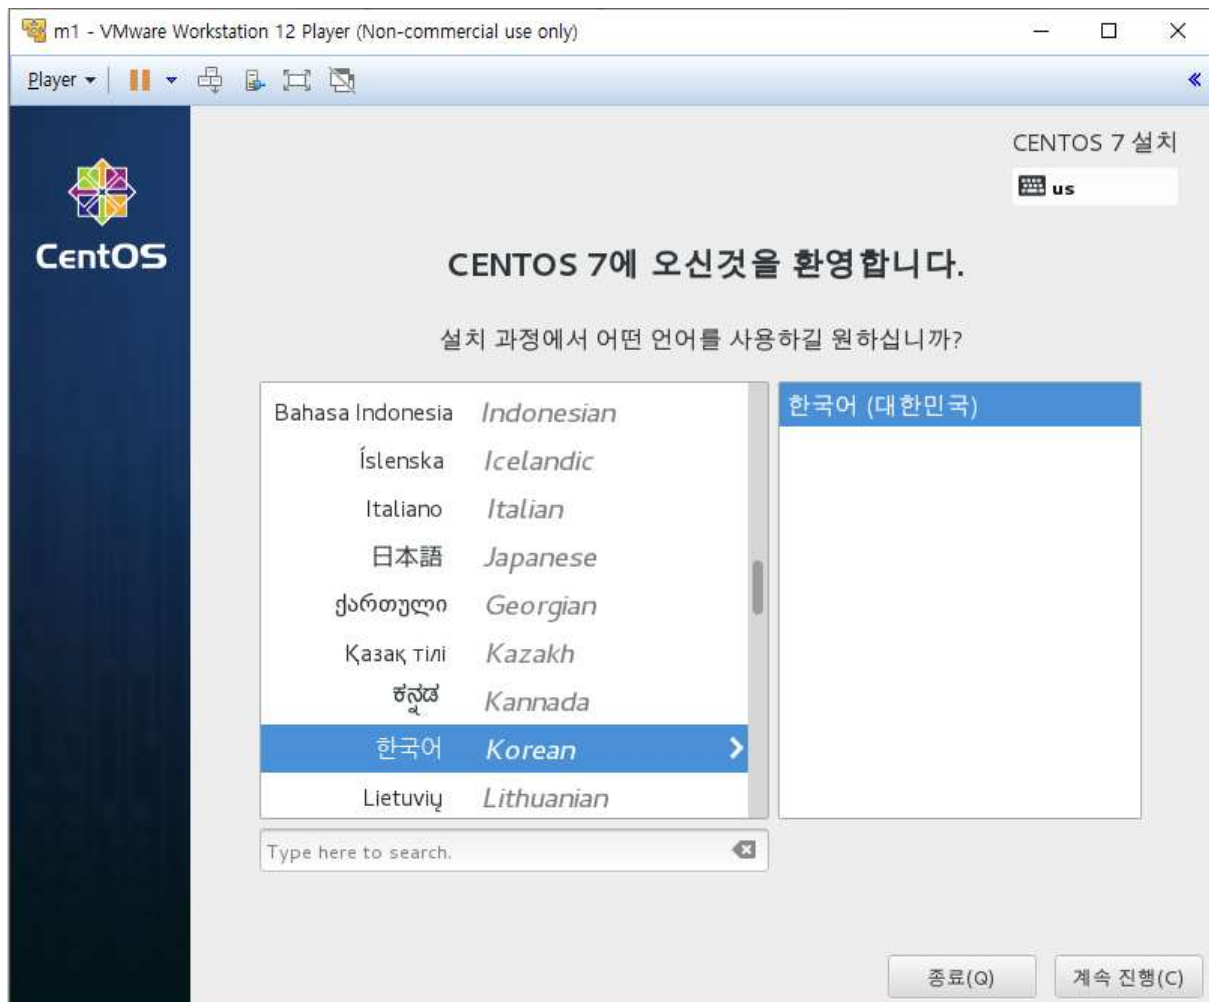 m1 - VMware Workstation 12 Player (Non-commercial use only)
Player
CENTOS 7 설치
us
CentOS
CENTOS 7에 오신것을 환영합니다.
설치 과정에서 어떤 언어를 사용하길 원하십니까?
Bahasa Indonesia Indonesian
Íslenska Icelandic
Italiano Italian
日本語 Japanese
ქართული Georgian
Қазақ тілі Kazakh
ಕನ್ನಡ Kannada
한국어 Korean
Lietuvių Lithuanian
한국어 (대한민국)
Type here to search.
종료(Q) 계속 진행(C)